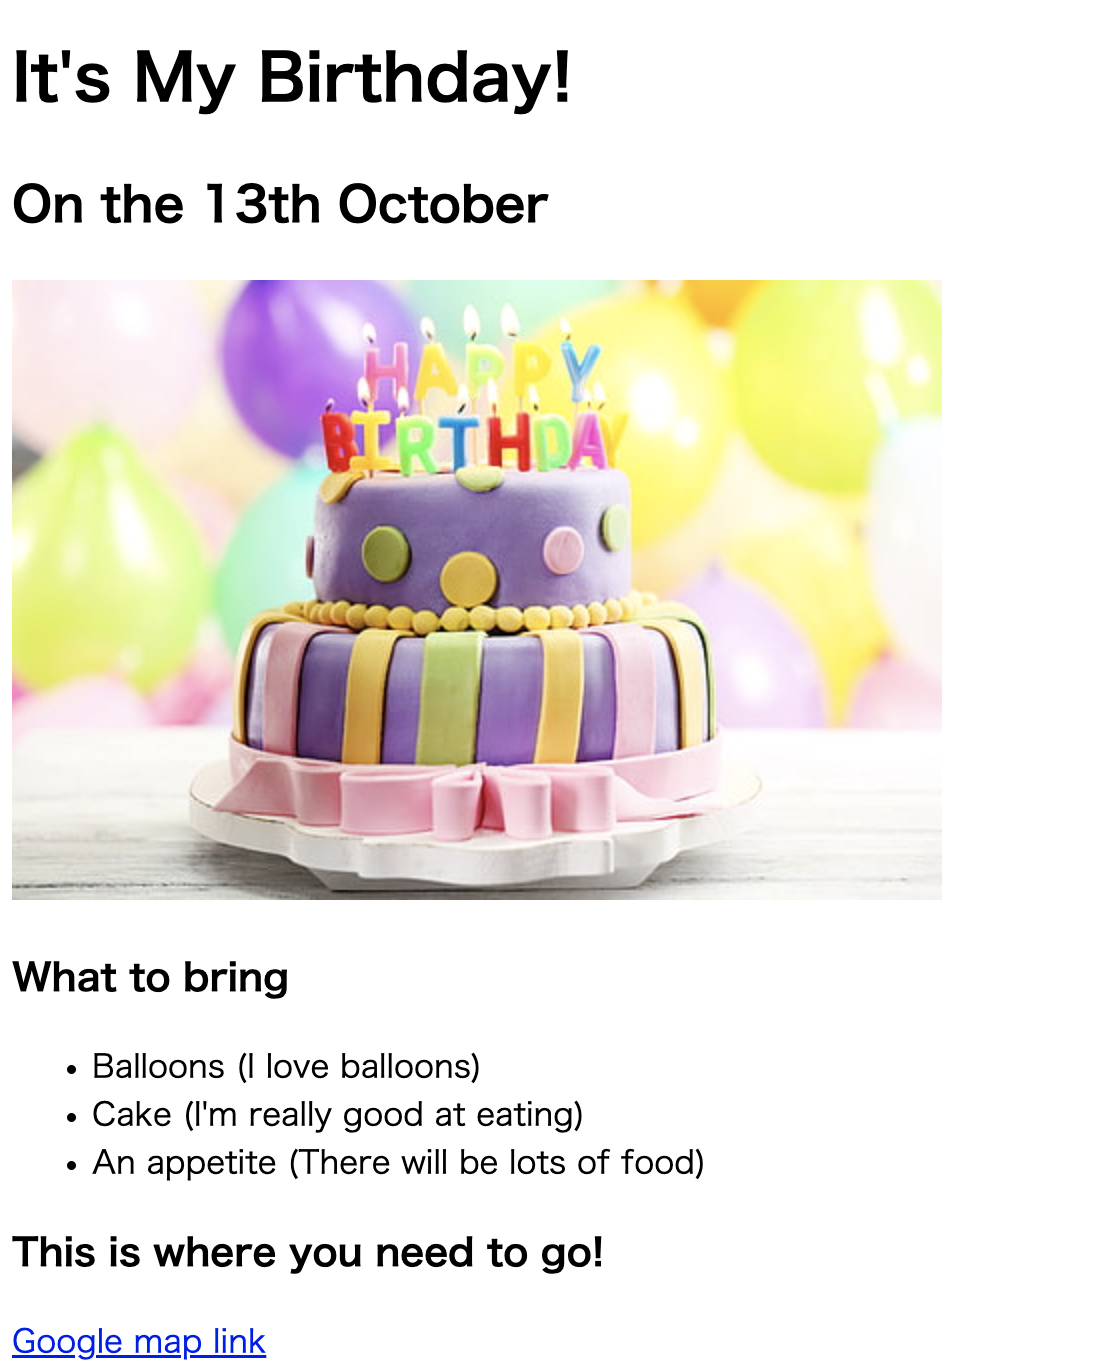 It's My Birthday!
On the 13th October
HAPPY
BIRTHDAY
What to bring
• Balloons (I love balloons)
• Cake (I'm really good at eating)
• An appetite (There will be lots of food)
This is where you need to go!
Google map link